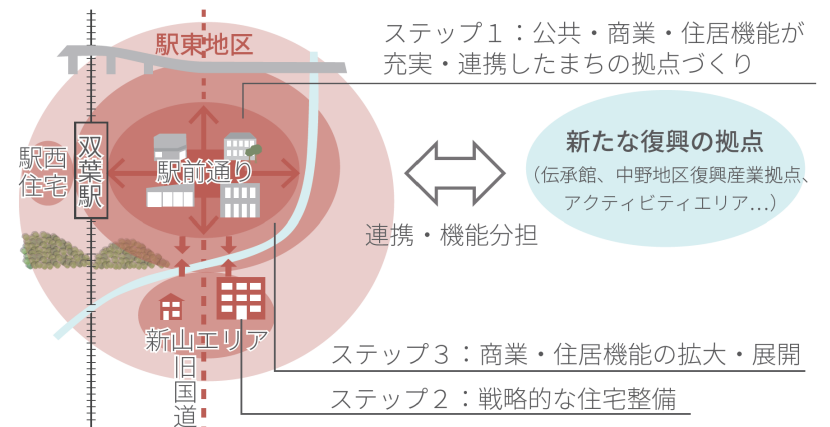 駅東地区
ステップ１：公共・商業・住居機能が
充実・連携したまちの拠点づくり
駅西
住宅
双葉駅
駅前通り
新たな復興の拠点
（伝承館、中野地区復興産業拠点、
アクティビティエリア…）
連携・機能分担
新山エリア
旧国道
ステップ３：商業・住居機能の拡大・展開
ステップ２：戦略的な住宅整備